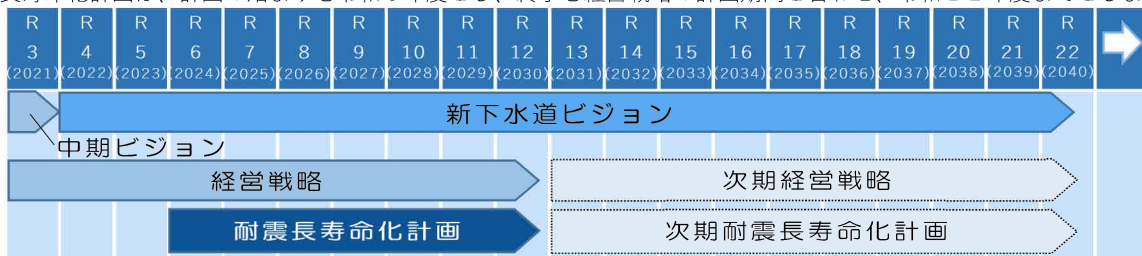 R R R R R R R R R R R R R R R R R R R R
3 4 5 6 7 8 9 10 11 12 13 14 15 16 17 18 19 20 21 22
(2021)(2022)(2023)(2024)(2025)(2026)(2027)(2028)(2029)(2030)(2031)(2032)(2033)(2034)(2035)(2036)(2037)(2038)(2039)(2040)
新下水道ビジョン
中期ビジョン
経営戦略 次期経営戦略
耐震長寿命化計画 次期耐震長寿命化計画